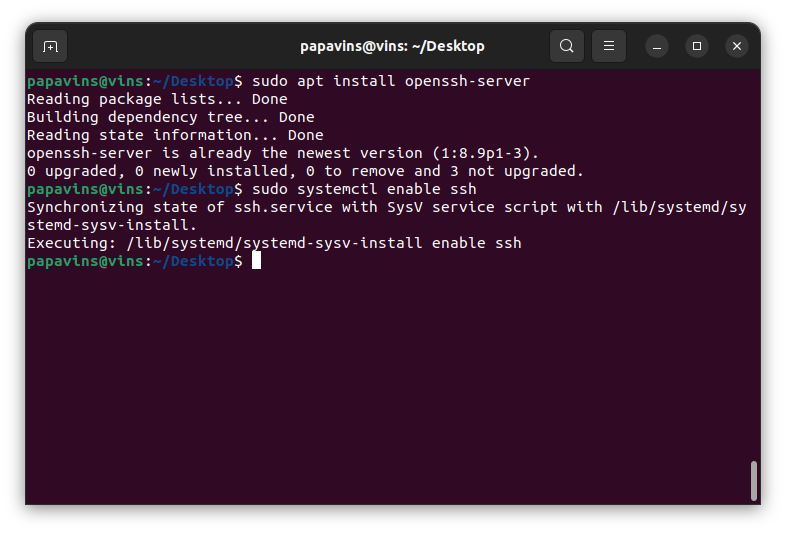 papavins@vins: ~/Desktop
papavins@vins:~/Desktop$ sudo apt install openssh-server
Reading package lists... Done
Building dependency tree... Done
Reading state information... Done
openssh-server is already the newest version (1:8.9p1-3).
0 upgraded, 0 newly installed, 0 to remove and 3 not upgraded.
papavins@vins:~/Desktop$ sudo systemctl enable ssh
Synchronizing state of ssh.service with SysV service script with /lib/systemd/sy
stemd-sysv-install.
Executing: /lib/systemd/systemd-sysv-install enable ssh
papavins@vins:~/Desktop$